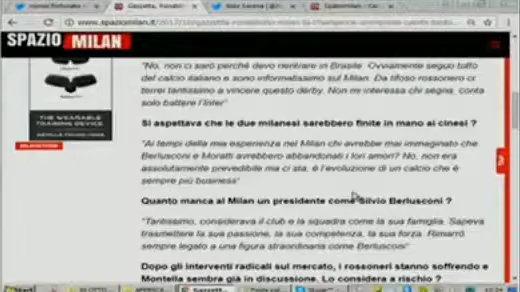 Gazzetta, Tonali
www.spaziomilan.it/2017/10/gazzetta
SPAZIO MILAN
THE WEARABLE
TRAINING DEVICE
"No, non ci sarò perché devo rientrare in Brasile. Ovviamente seguo tutto
del calcio italiano e sono informatissimo sul Milan. Da tifoso rossonero ci
terrei tantissimo a vincere questo derby. Non mi interessa chi segna, conta
solo battere l'Inter"
Si aspettava che le due milanesi sarebbero finite in mano ai cinesi ?
"Ai tempi della mia esperienza nel Milan chi avrebbe mai immaginato che
Berlusconi e Moratti avrebbero abbandonati i lori amori? No, non era
assolutamente prevedibile ma ci sta, è l'evoluzione di un calcio che è
sempre più business"
Quanto manca al Milan un presidente come Silvio Berlusconi ?
"Tantissimo, considerava il club e la squadra come la sua famiglia. Sapeva
trasmettere la sua passione, la sua competenza, la sua forza. Rimarrò
sempre legato a una figura straordinaria come Berlusconi"
Dopo gli interventi radicali sul mercato, i rossoneri stanno soffrendo e
Montella sembra già in discussione. Lo considera a rischio ?
Start